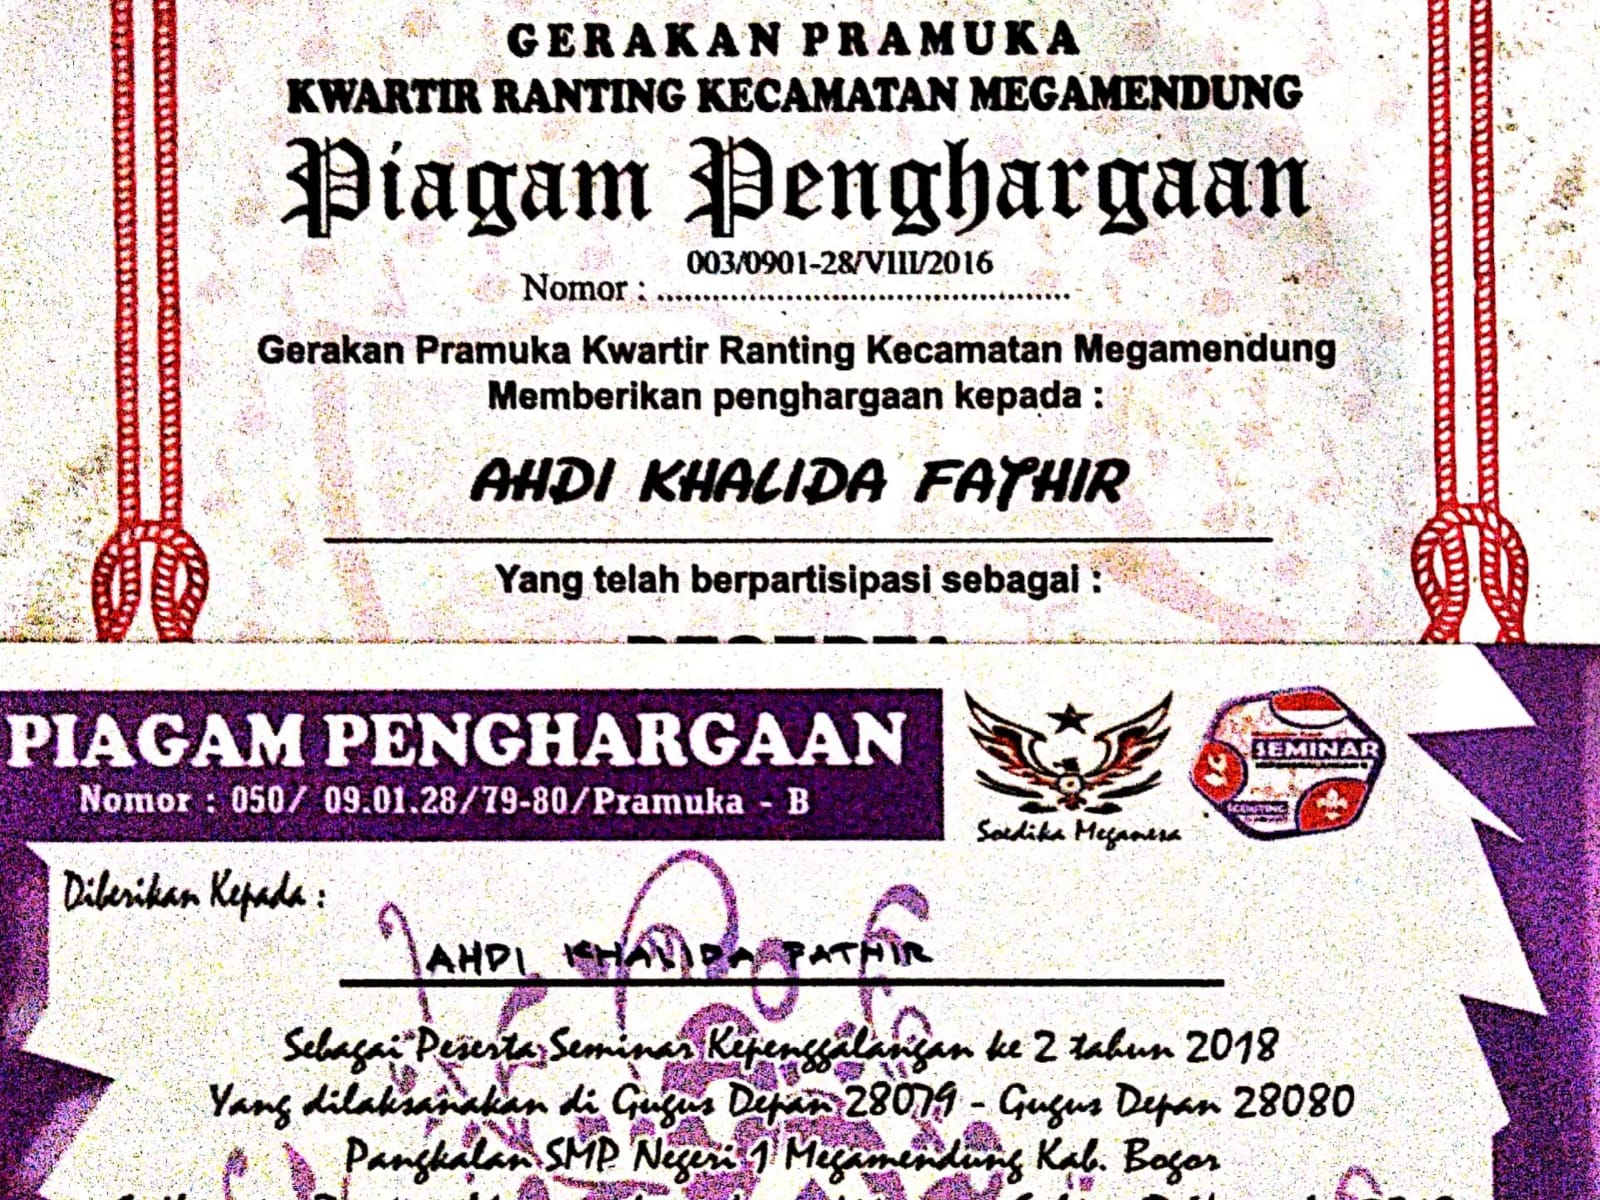 GERAKAN PRAMUKA
KWARTIR RANTING KECAMATAN MEGAMENDUNG
Piagam Penghargaan
003/0901-28/VIII/2016
Nomor : ..............................................
Gerakan Pramuka Kwartir Ranting Kecamatan Megamendung
Memberikan penghargaan kepada :
AHDI KHALIDA FATHIR
Yang telah berpartisipasi sebagai :
PIAGAM PENGHARGAAN
Nomor : 050/ 09.01.28/79-80/Pramuka - B
Soedika Meganesa
SEMINAR
Diberikan Kepada :
AHDI KHALIDA FATHIR
Sebagai Peserta Seminar Kepenggalangan ke 2 tahun 2018
Yang dilaksanakan di Gugus Depan 28079 - Gugus Depan 28080
Pangkalan SMP Negeri 1 Megamendung Kab. Bogor